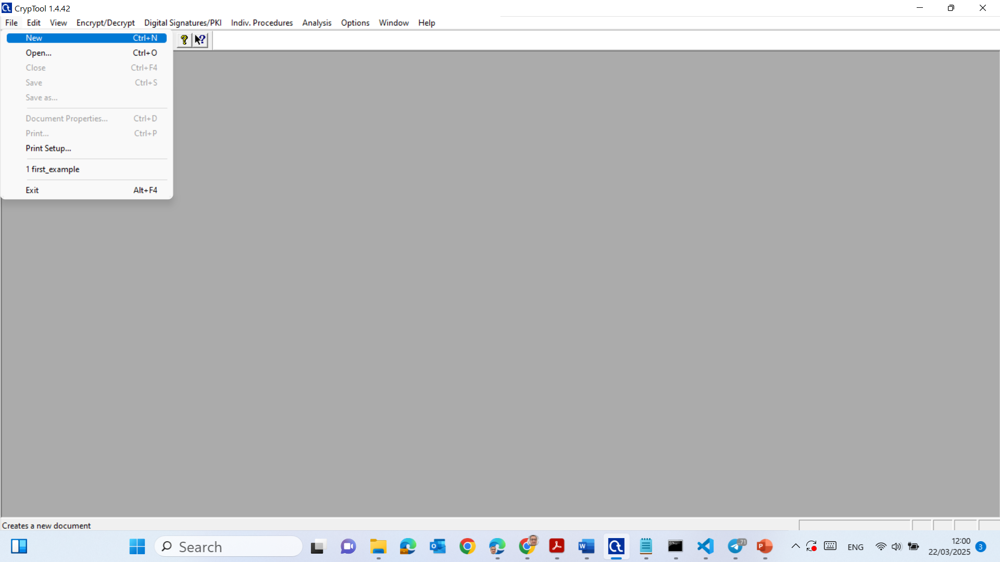 CrypTool 1.4.42
File Edit View Encrypt/Decrypt Digital Signatures/PKI Indiv. Procedures Analysis Options Window Help
New Ctrl+N
Open... Ctrl+O
Close Ctrl+F4
Save Ctrl+S
Save as...
Document Properties... Ctrl+D
Print... Ctrl+P
Print Setup...
1 first_example
Exit Alt+F4
Creates a new document
Search
71
ENG
12:00
22/03/2025
3